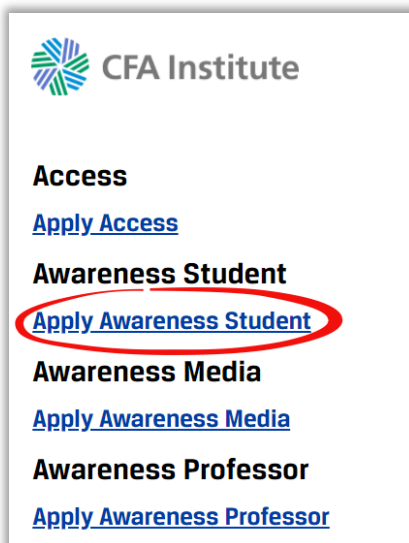 CFA Institute
Access
Apply Access
Awareness Student
Apply Awareness Student
Awareness Media
Apply Awareness Media
Awareness Professor
Apply Awareness Professor